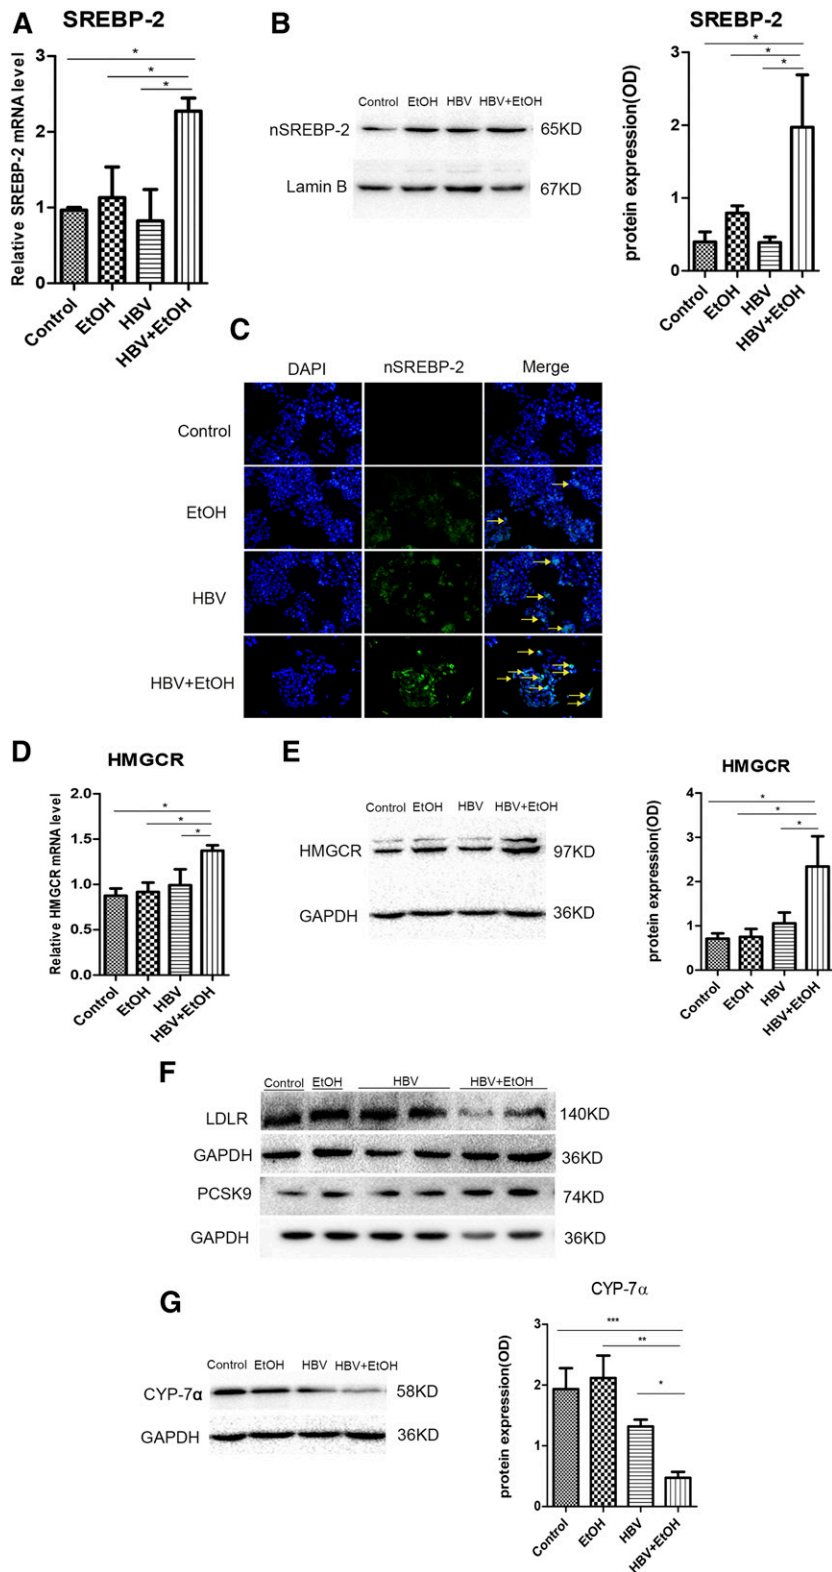 A
SREBP-2
Relative SREBP-2 mRNA level
3
2
1
0
*
*
*
Control
EtOH
HBV
HBV+EtOH
B
Control EtOH HBV HBV+EtOH
nSREBP-2 65KD
Lamin B 67KD
SREBP-2
protein expression(OD)
3
2
1
0
*
*
*
Control
EtOH
HBV
HBV+EtOH
C
DAPI nSREBP-2 Merge
Control
EtOH
HBV
HBV+EtOH
D
HMGCR
Relative HMGCR mRNA level
2.0
1.5
1.0
0.5
0.0
*
*
*
Control
EtOH
HBV
HBV+EtOH
E
Control EtOH HBV HBV+EtOH
HMGCR 97KD
GAPDH 36KD
HMGCR
protein expression(OD)
4
3
2
1
0
*
*
*
Control
EtOH
HBV
HBV+EtOH
F
Control EtOH HBV HBV+EtOH
LDLR 140KD
GAPDH 36KD
PCSK9 74KD
GAPDH 36KD
G
Control EtOH HBV HBV+EtOH
CYP-7α 58KD
GAPDH 36KD
CYP-7α
protein expression(OD)
3
2
1
0
***
**
*
Control
EtOH
HBV
HBV+EtOH